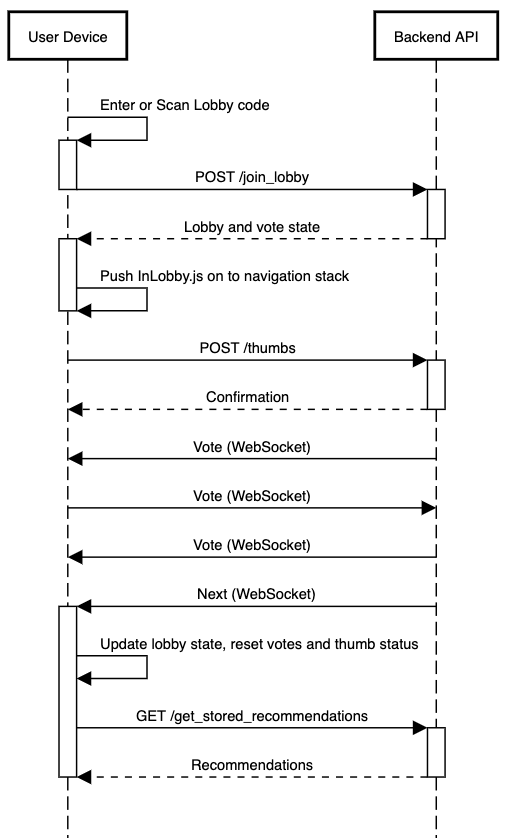 User Device
Backend API
Enter or Scan Lobby code
POST /join_lobby
Lobby and vote state
Push InLobby.js on to navigation stack
POST /thumbs
Confirmation
Vote (WebSocket)
Vote (WebSocket)
Vote (WebSocket)
Next (WebSocket)
Update lobby state, reset votes and thumb status
GET /get_stored_recommendations
Recommendations